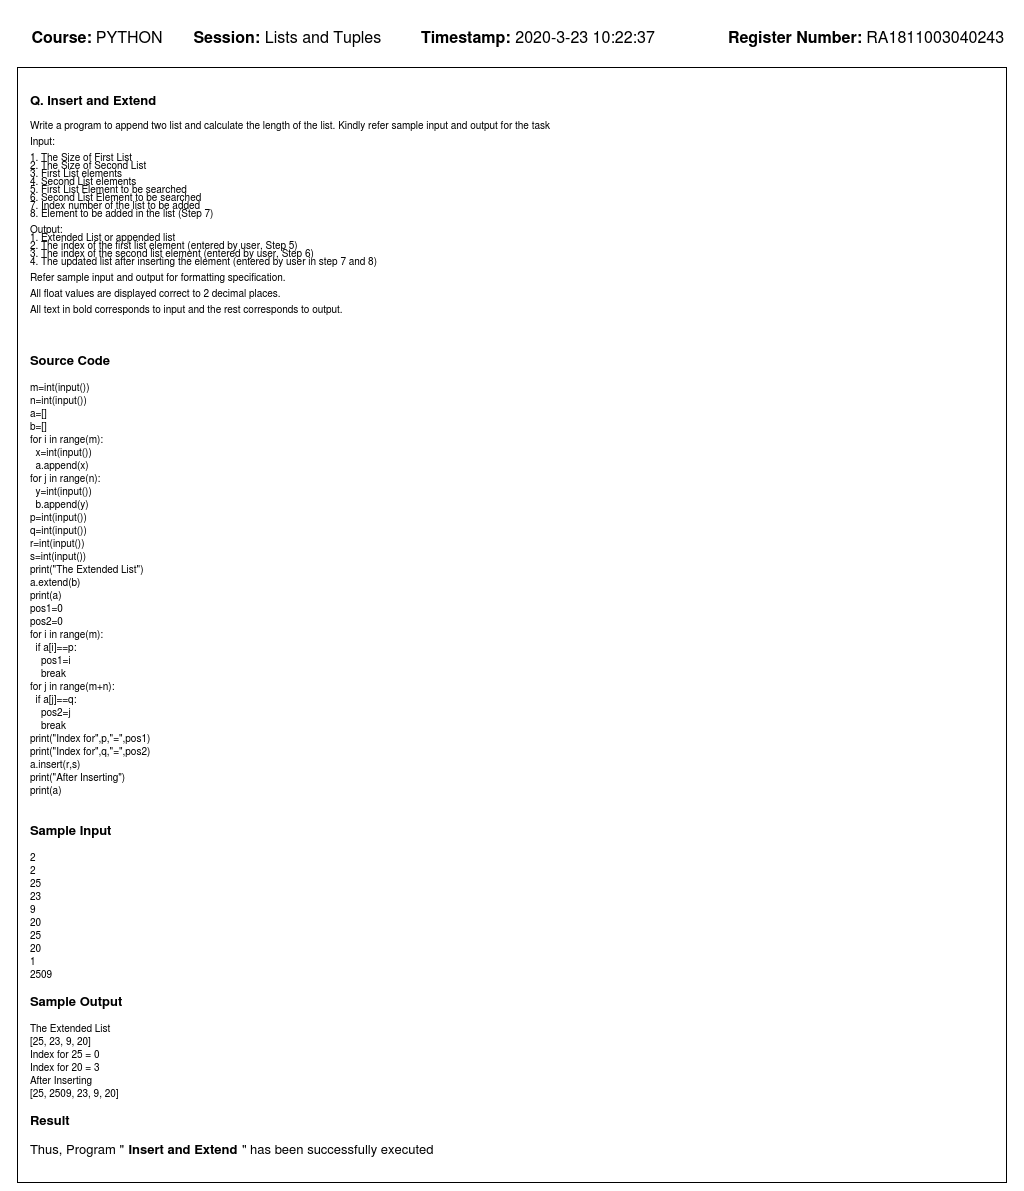 Course: PYTHON Session: Lists and Tuples Timestamp: 2020-3-23 10:22:37 Register Number: RA1811003040243
Q. Insert and Extend
Write a program to append two list and calculate the length of the list. Kindly refer sample input and output for the task
Input:
1. The Size of First List
2. The Size of Second List
3. First List elements
4. Second List elements
5. First List Element to be searched
6. Second List Element to be searched
7. Index number of the list to be added
8. Element to be added in the list (Step 7)
Output:
1. Extended List or appended list
2. The index of the first list element (entered by user, Step 5)
3. The index of the second list element (entered by user, Step 6)
4. The updated list after inserting the element (entered by user in step 7 and 8)
Refer sample input and output for formatting specification.
All float values are displayed correct to 2 decimal places.
All text in bold corresponds to input and the rest corresponds to output.
Source Code
m=int(input())
n=int(input())
a=[]
b=[]
for i in range(m):
  x=int(input())
  a.append(x)
for j in range(n):
  y=int(input())
  b.append(y)
p=int(input())
q=int(input())
r=int(input())
s=int(input())
print("The Extended List")
a.extend(b)
print(a)
pos1=0
pos2=0
for i in range(m):
  if a[i]==p:
    pos1=i
    break
for j in range(m+n):
  if a[j]==q:
    pos2=j
    break
print("Index for",p,"=",pos1)
print("Index for",q,"=",pos2)
a.insert(r,s)
print("After Inserting")
print(a)
Sample Input
2
2
25
23
9
20
25
20
1
2509
Sample Output
The Extended List
[25, 23, 9, 20]
Index for 25 = 0
Index for 20 = 3
After Inserting
[25, 2509, 23, 9, 20]
Result
Thus, Program " Insert and Extend " has been successfully executed